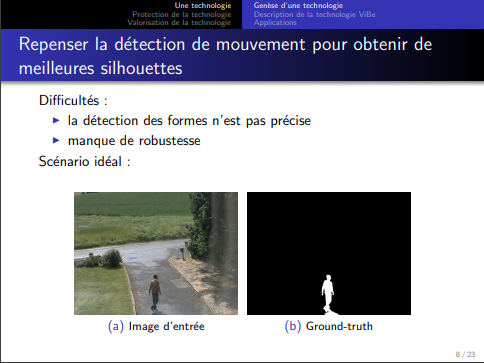 Une technologie
Protection de la technologie
Valorisation de la technologie
Genèse d'une technologie
Description de la technologie ViBe
Applications
Repenser la détection de mouvement pour obtenir de
meilleures silhouettes
Difficultés :
la détection des formes n'est pas précise
manque de robustesse
Scénario idéal :
(a) Image d'entrée
(b) Ground-truth
8 / 23